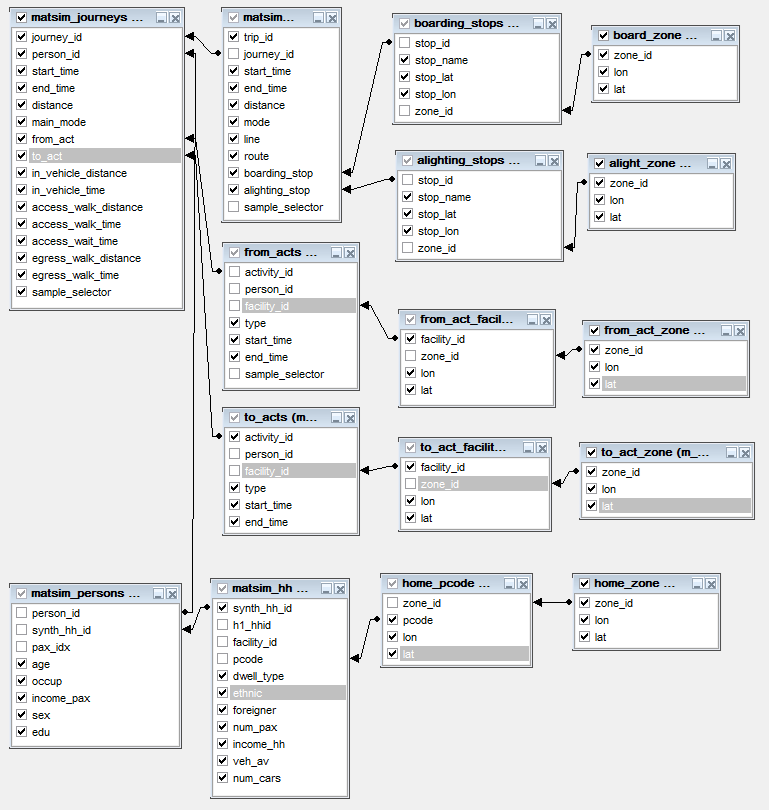 matsim_journeys ...
journey_id
person_id
start_time
end_time
distance
main_mode
from_act
to_act
in_vehicle_distance
in_vehicle_time
access_walk_distance
access_walk_time
access_wait_time
egress_walk_distance
egress_walk_time
sample_selector
matsim...
trip_id
journey_id
start_time
end_time
distance
mode
line
route
boarding_stop
alighting_stop
sample_selector
boarding_stops ...
stop_id
stop_name
stop_lat
stop_lon
zone_id
board_zone ...
zone_id
lon
lat
alighting_stops ...
stop_id
stop_name
stop_lat
stop_lon
zone_id
alight_zone ...
zone_id
lon
lat
from_acts ...
activity_id
person_id
facility_id
type
start_time
end_time
sample_selector
from_act_facil...
facility_id
zone_id
lon
lat
from_act_zone ...
zone_id
lon
lat
to_acts (m...
activity_id
person_id
facility_id
type
start_time
end_time
to_act_facilit...
facility_id
zone_id
lon
lat
to_act_zone (m_...
zone_id
lon
lat
matsim_persons ...
person_id
synth_hh_id
pax_idx
age
occup
income_pax
sex
edu
matsim_hh ...
synth_hh_id
h1_hhid
facility_id
pcode
dwell_type
ethnic
foreigner
num_pax
income_hh
veh_av
num_cars
home_pcode ...
zone_id
pcode
lon
lat
home_zone ...
zone_id
lon
lat